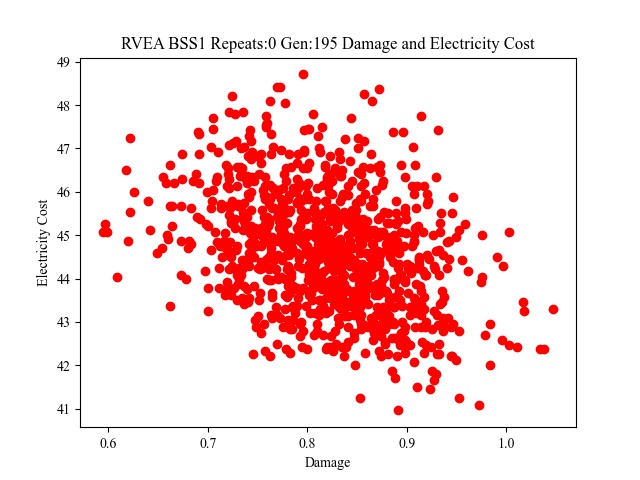 RVEA BSS1 Repeats:0 Gen:195 Damage and Electricity Cost
49
48
47
46
45
44
43
42
41
Electricity Cost
0.6 0.7 0.8 0.9 1.0
Damage